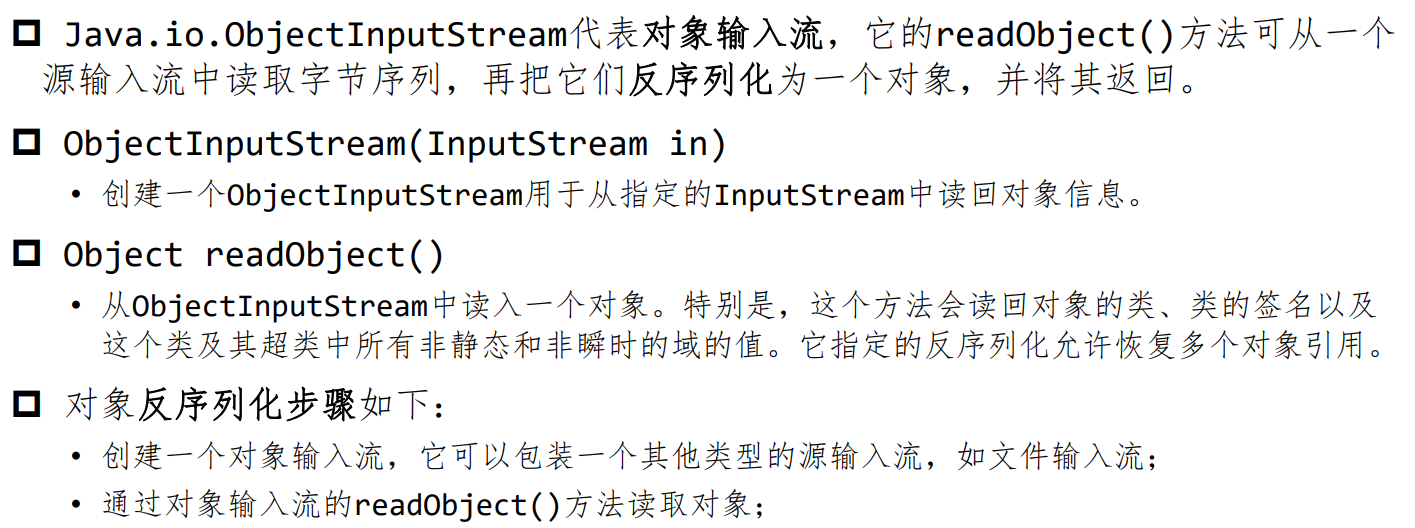 Java.io.ObjectInputStream代表对象输入流，它的readObject()方法可从一个
源输入流中读取字节序列，再把它们反序列化为一个对象，并将其返回。
ObjectInputStream(InputStream in)
• 创建一个ObjectInputStream用于从指定的InputStream中读回对象信息。
Object readObject()
• 从ObjectInputStream中读入一个对象。特别是，这个方法会读回对象的类、类的签名以及
这个类及其超类中所有非静态和非瞬时的域的值。它指定的反序列化允许恢复多个对象引用。
对象反序列化步骤如下：
• 创建一个对象输入流，它可以包装一个其他类型的源输入流，如文件输入流；
• 通过对象输入流的readObject()方法读取对象；